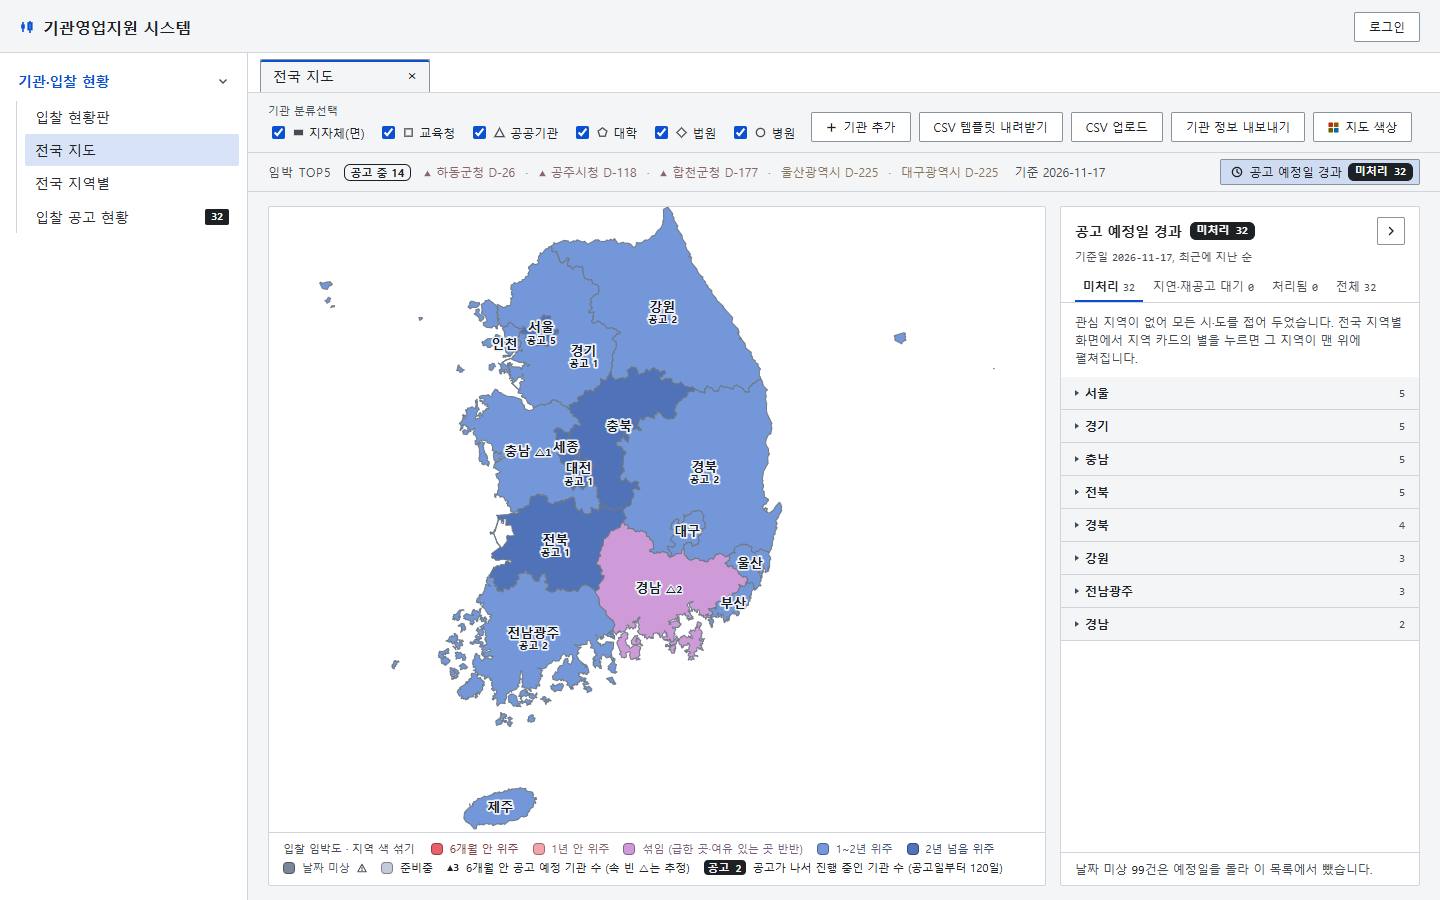 기관영업지원 시스템
로그인
기관·입찰 현황
입찰 현황판
전국 지도
전국 지역별
입찰 공고 현황 32
전국 지도 ×
기관 분류선택
지자체(면) 교육청 공공기관 대학 법원 병원
+ 기관 추가
CSV 템플릿 내려받기
CSV 업로드
기관 정보 내보내기
지도 색상
임박 TOP5 공고 중 14 ▲ 하동군청 D-26 · ▲ 공주시청 D-118 · ▲ 합천군청 D-177 · 울산광역시 D-225 · 대구광역시 D-225 기준 2026-11-17
공고 예정일 경과 미처리 32
강원
공고 2
서울
공고 5
인천
경기
공고 1
충북
충남 △1
세종
대전
공고 1
경북
공고 2
대구
전북
공고 1
울산
경남 △2
부산
전남광주
공고 2
제주
입찰 임박도 · 지역 색 섞기 6개월 안 위주 1년 안 위주 섞임 (급한 곳·여유 있는 곳 반반) 1~2년 위주 2년 넘음 위주
날짜 미상 ⚠ 준비중 ▲3 6개월 안 공고 예정 기관 수 (속 빈 △는 추정) 공고 2 공고가 나서 진행 중인 기관 수 (공고일부터 120일)
공고 예정일 경과 미처리 32
기준일 2026-11-17, 최근에 지난 순
미처리 32 지연·재공고 대기 0 처리됨 0 전체 32
관심 지역이 없어 모든 시·도를 접어 두었습니다. 전국 지역별
화면에서 지역 카드의 별을 누르면 그 지역이 맨 위에
펼쳐집니다.
서울 5
경기 5
충남 5
전북 5
경북 4
강원 3
전남광주 3
경남 2
날짜 미상 99건은 예정일을 몰라 이 목록에서 뺐습니다.